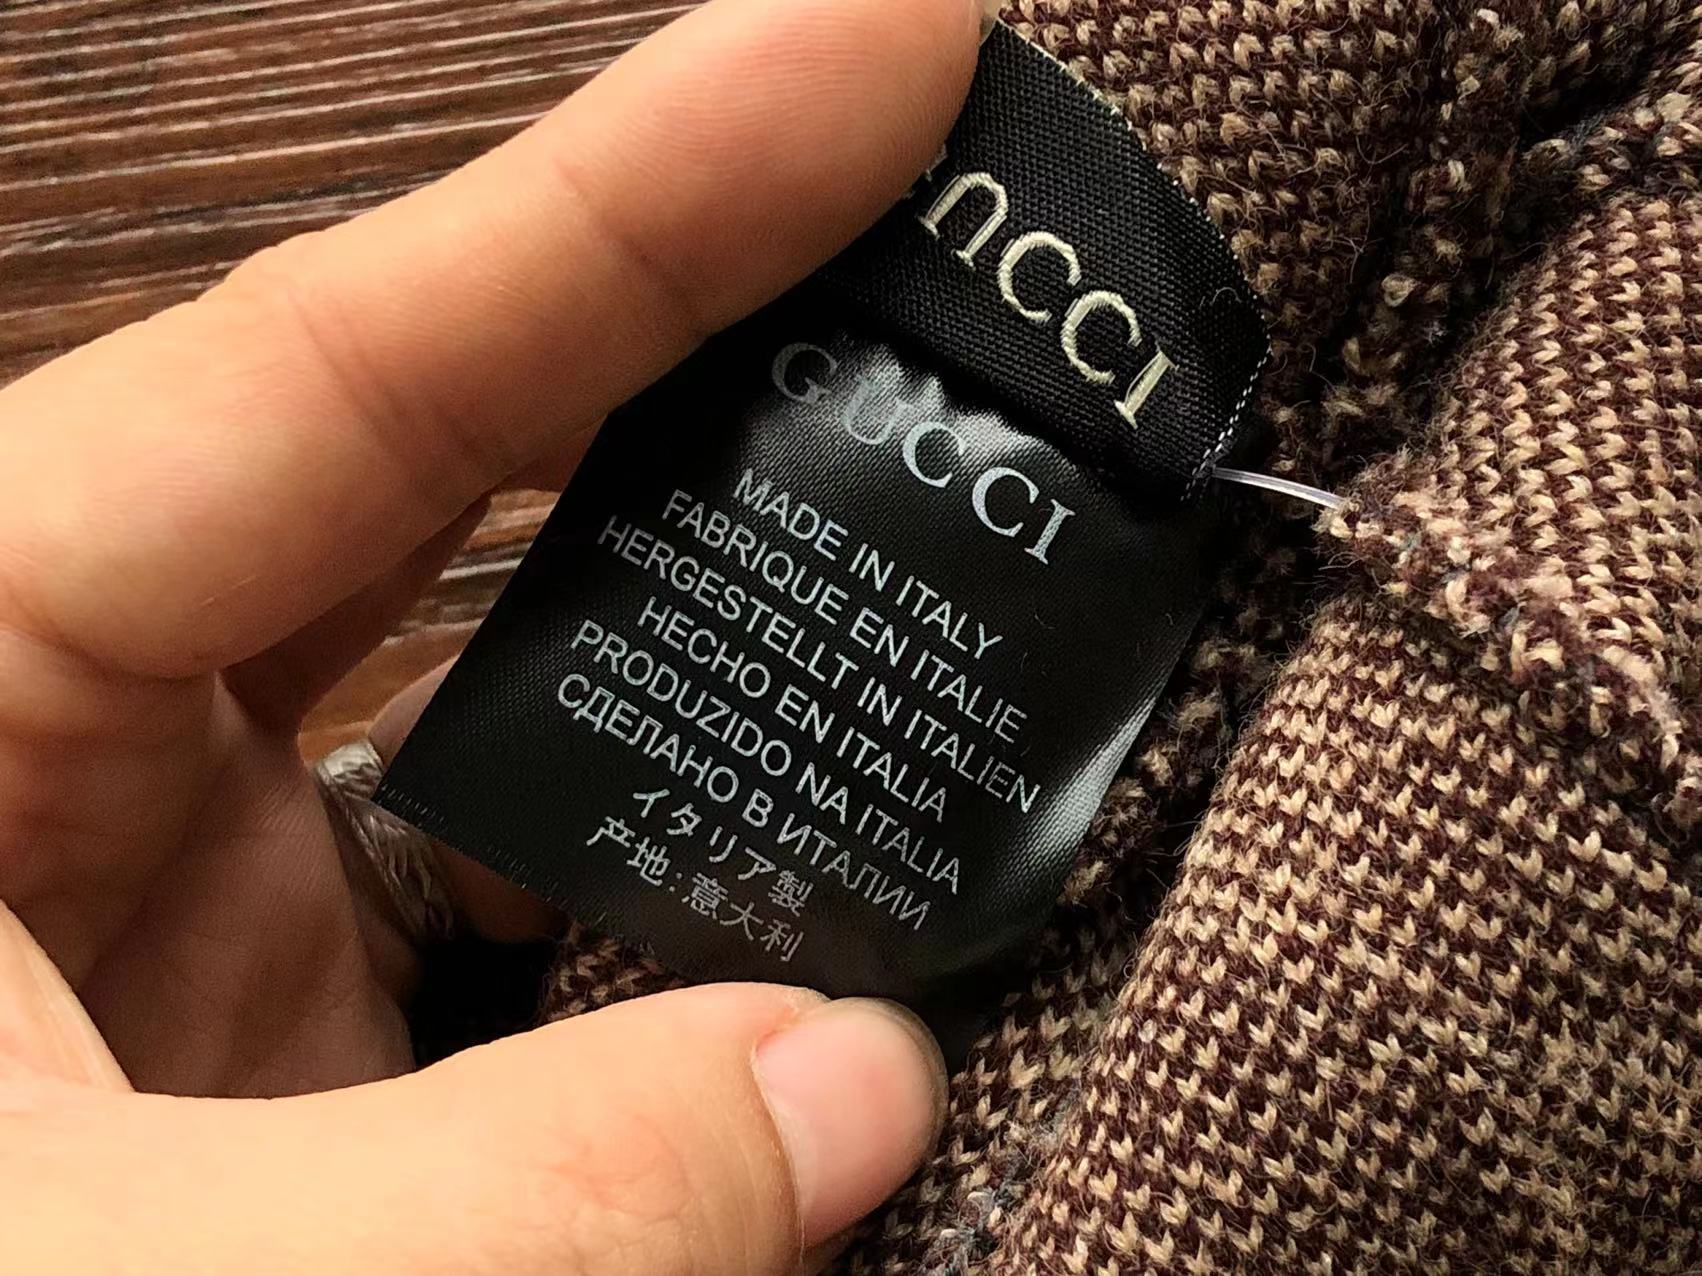 UCCI
GUCCI
MADE IN ITALY
FABRIQUE EN ITALIE
HERGESTELLT IN ITALIEN
HECHO EN ITALIA
PRODUZIDO NA ITALIA
СДЕЛАНО В ИТАЛИИ
イタリア製
产地:意大利